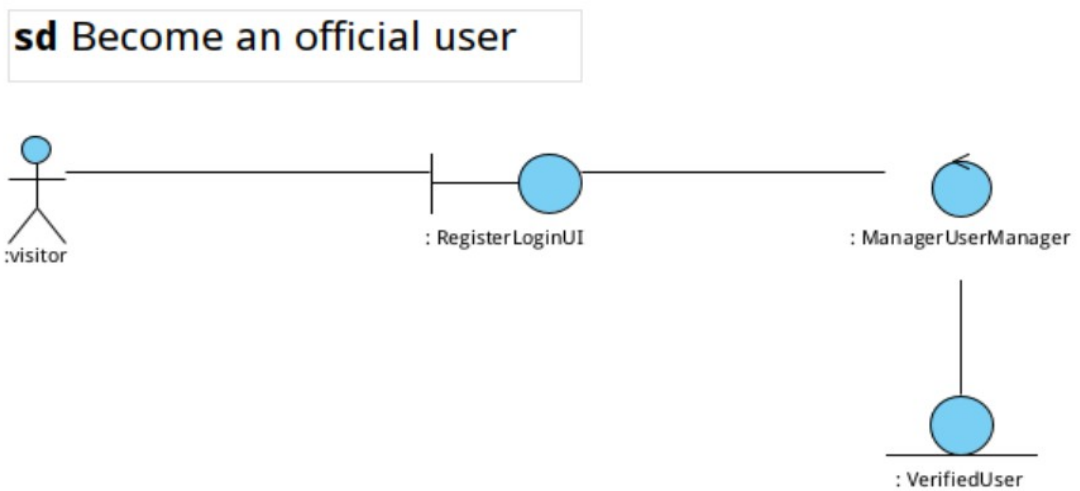 sd Become an official user
:visitor
: RegisterLoginUI
: ManagerUserManager
: VerifiedUser